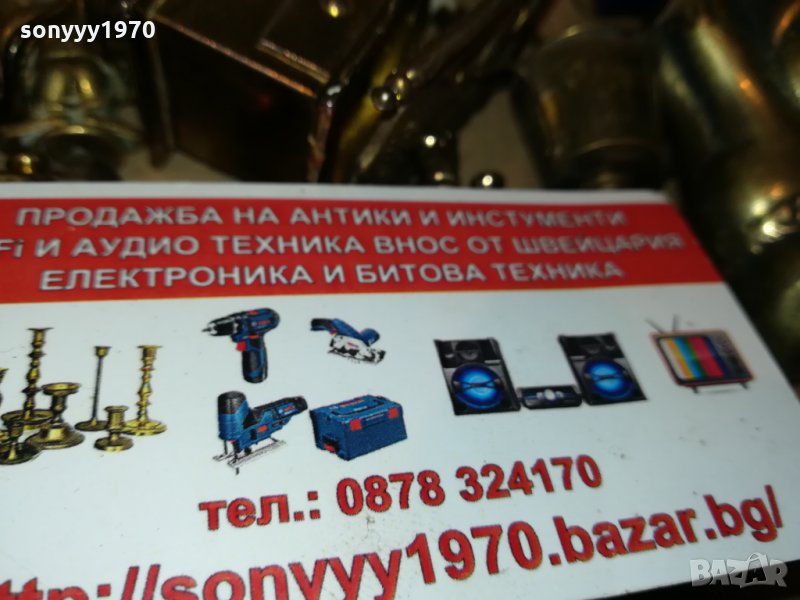 sonyyy1970
ПРОДАЖБА НА АНТИКИ И ИНСТУМЕНТИ
Fi И АУДИО ТЕХНИКА ВНОС ОТ ШВЕЙЦАРИЯ
ЕЛЕКТРОНИКА И БИТОВА ТЕХНИКА
тел.: 0878 324170
http://sonyyy1970.bazar.bg/
BAZAR